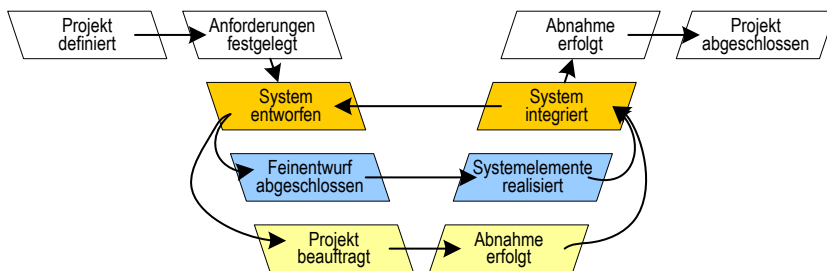 Projekt
definiert
Anforderungen
festgelegt
Abnahme
erfolgt
Projekt
abgeschlossen
System
entworfen
System
integriert
Feinentwurf
abgeschlossen
Systemelemente
realisiert
Projekt
beauftragt
Abnahme
erfolgt